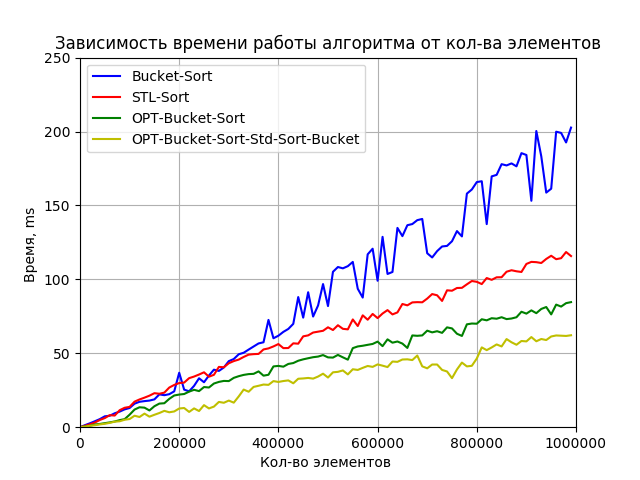 Зависимость времени работы алгоритма от кол-ва элементов
250
200
150
100
50
0
Время, ms
Bucket-Sort
STL-Sort
OPT-Bucket-Sort
OPT-Bucket-Sort-Std-Sort-Bucket
0 200000 400000 600000 800000 1000000
Кол-во элементов